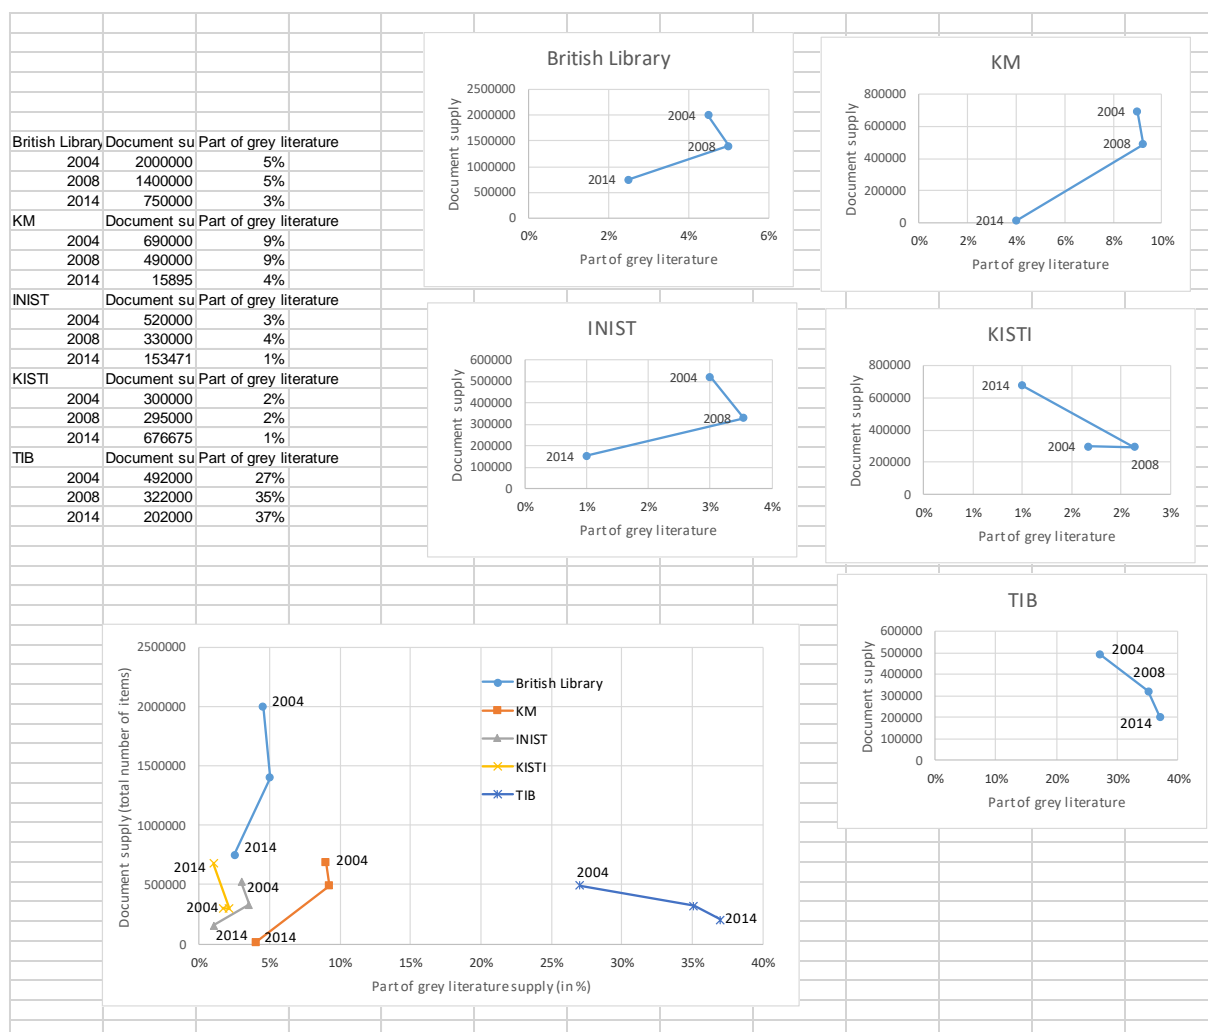 British Library Document su Part of grey literature
2004 2000000 5%
2008 1400000 5%
2014 750000 3%
KM Document su Part of grey literature
2004 690000 9%
2008 490000 9%
2014 15895 4%
INIST Document su Part of grey literature
2004 520000 3%
2008 330000 4%
2014 153471 1%
KISTI Document su Part of grey literature
2004 300000 2%
2008 295000 2%
2014 676675 1%
TIB Document su Part of grey literature
2004 492000 27%
2008 322000 35%
2014 202000 37%
British Library
Document supply
2500000
2000000
1500000
1000000
500000
0
2004
2008
2014
0% 2% 4% 6%
Part of grey literature
KM
Document supply
800000
600000
400000
200000
0
2004
2008
2014
0% 2% 4% 6% 8% 10%
Part of grey literature
INIST
Document supply
600000
500000
400000
300000
200000
100000
0
2004
2008
2014
0% 1% 2% 3% 4%
Part of grey literature
KISTI
Document supply
800000
600000
400000
200000
0
2014
2004
2008
0% 1% 1% 2% 2% 3%
Part of grey literature
TIB
Document supply
600000
500000
400000
300000
200000
100000
0
2004
2008
2014
0% 10% 20% 30% 40%
Part of grey literature
Document supply (total number of items)
2500000
2000000
1500000
1000000
500000
0
British Library
KM
INIST
KISTI
TIB
2004
2014
2004
2014
2014
2004
2004
2014
2004
2014
0% 5% 10% 15% 20% 25% 30% 35% 40%
Part of grey literature supply (in %)